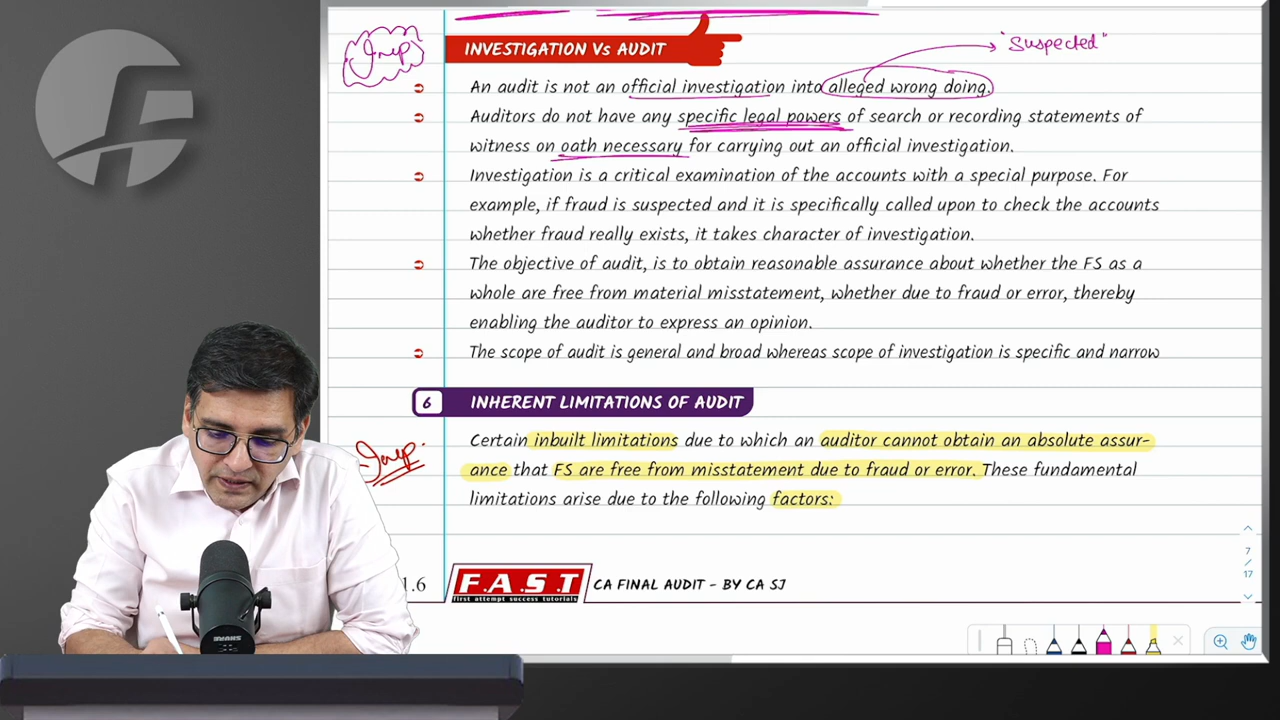 Imp
INVESTIGATION Vs AUDIT
"Suspected"
An audit is not an official investigation into alleged wrong doing.
Auditors do not have any specific legal powers of search or recording statements of
witness on oath necessary for carrying out an official investigation.
Investigation is a critical examination of the accounts with a special purpose. For
example, if fraud is suspected and it is specifically called upon to check the accounts
whether fraud really exists, it takes character of investigation.
The objective of audit, is to obtain reasonable assurance about whether the FS as a
whole are free from material misstatement, whether due to fraud or error, thereby
enabling the auditor to express an opinion.
The scope of audit is general and broad whereas scope of investigation is specific and narrow
6 INHERENT LIMITATIONS OF AUDIT
Imp.
Certain inbuilt limitations due to which an auditor cannot obtain an absolute assur-
ance that FS are free from misstatement due to fraud or error. These fundamental
limitations arise due to the following factors:
1.6 F.A.S.T CA FINAL AUDIT - BY CA SJ
first attempt success tutorials
7
/
17
SHURE